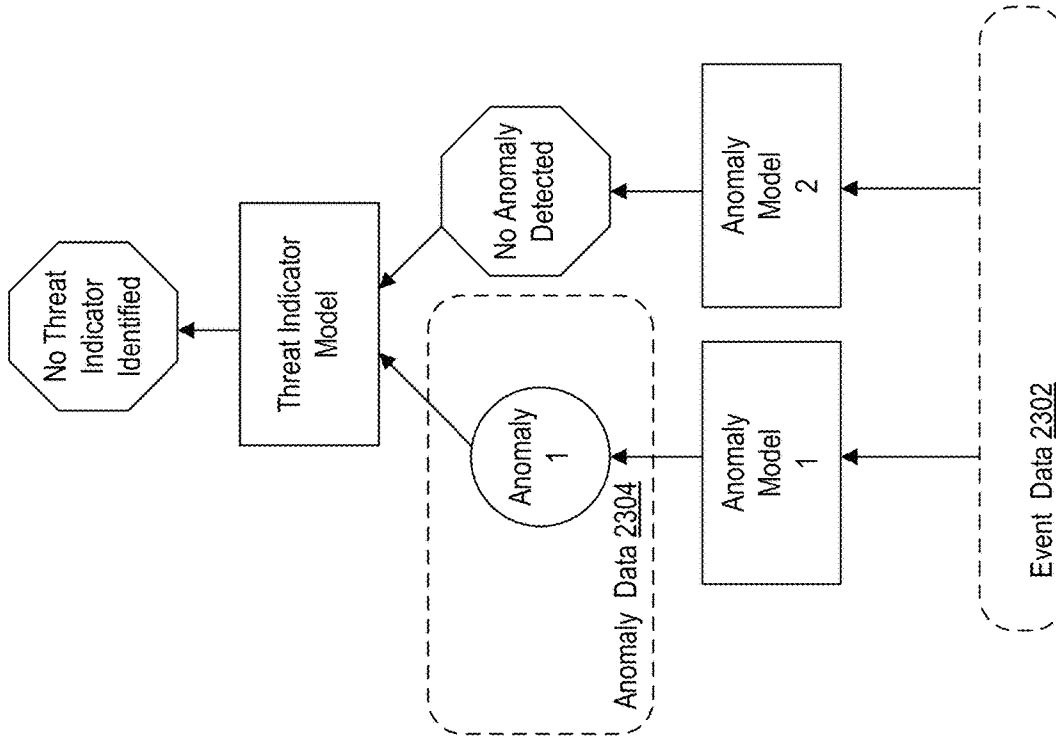 No Threat
Indicator
Identified
Threat Indicator
Model
No Anomaly
Detected
Anomaly
1
Anomaly Data 2304
Anomaly
Model
1
Anomaly
Model
2
Event Data 2302